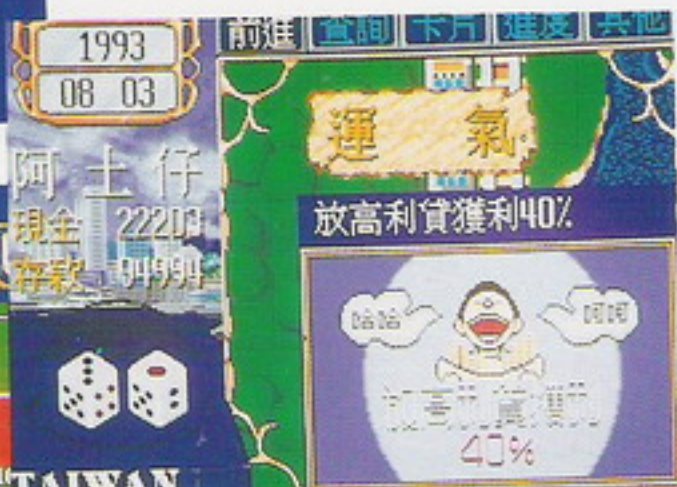 1993
08 03
前進 查詢 卡片 進度 其他
阿土仔
現金 22203
存款 94994
運氣
放高利貸獲利40%
哈哈
呵呵
放高利貸獲利
40%
TAIWAN